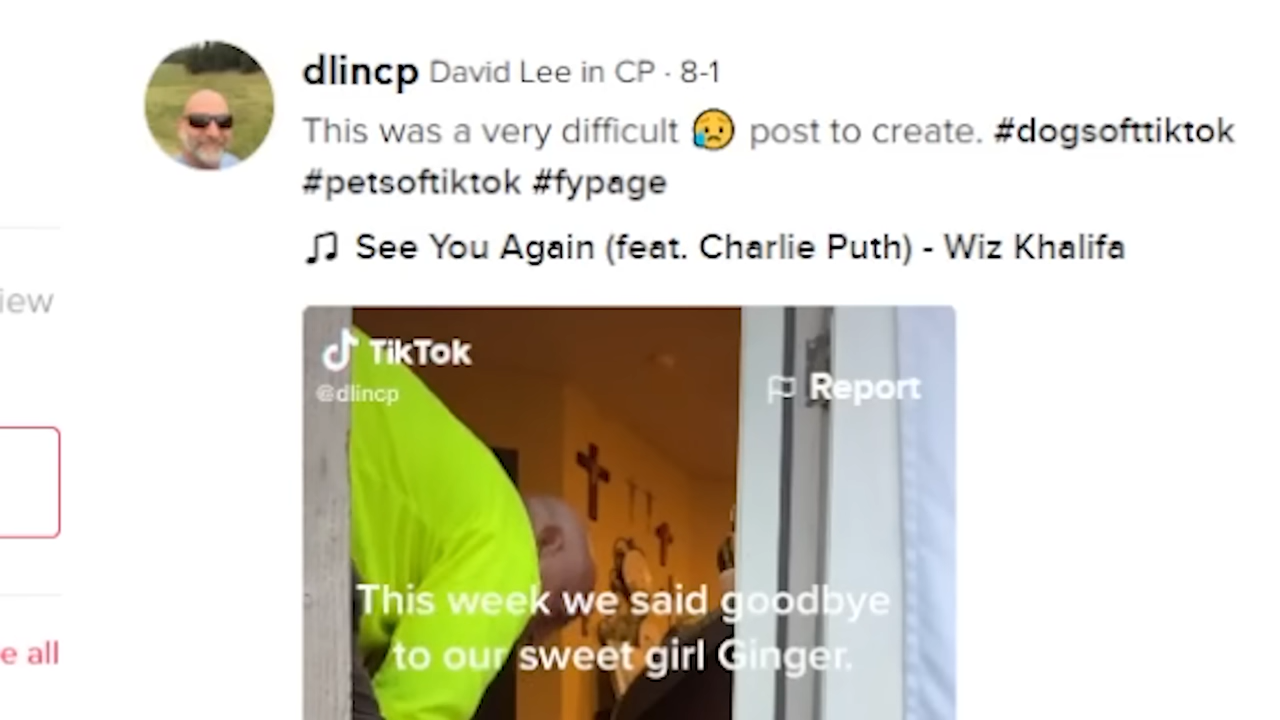 dlincp David Lee in CP · 8-1
This was a very difficult 😥 post to create. #dogsofttiktok
#petsoftiktok #fypage
♫ See You Again (feat. Charlie Puth) - Wiz Khalifa
iew
TikTok
@dlincp
Report
This week we said goodbye
to our sweet girl Ginger.
e all